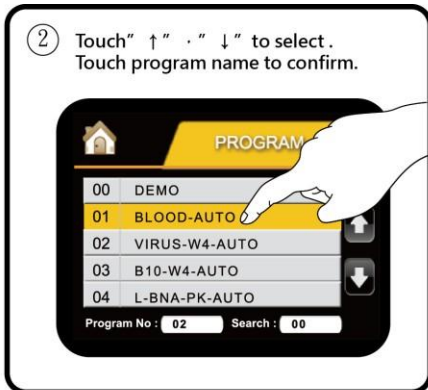 ② Touch" ↑" · " ↓" to select .
Touch program name to confirm.
PROGRAM
00 DEMO
01 BLOOD-AUTO
02 VIRUS-W4-AUTO
03 B10-W4-AUTO
04 L-BNA-PK-AUTO
Program No : 02 Search : 00